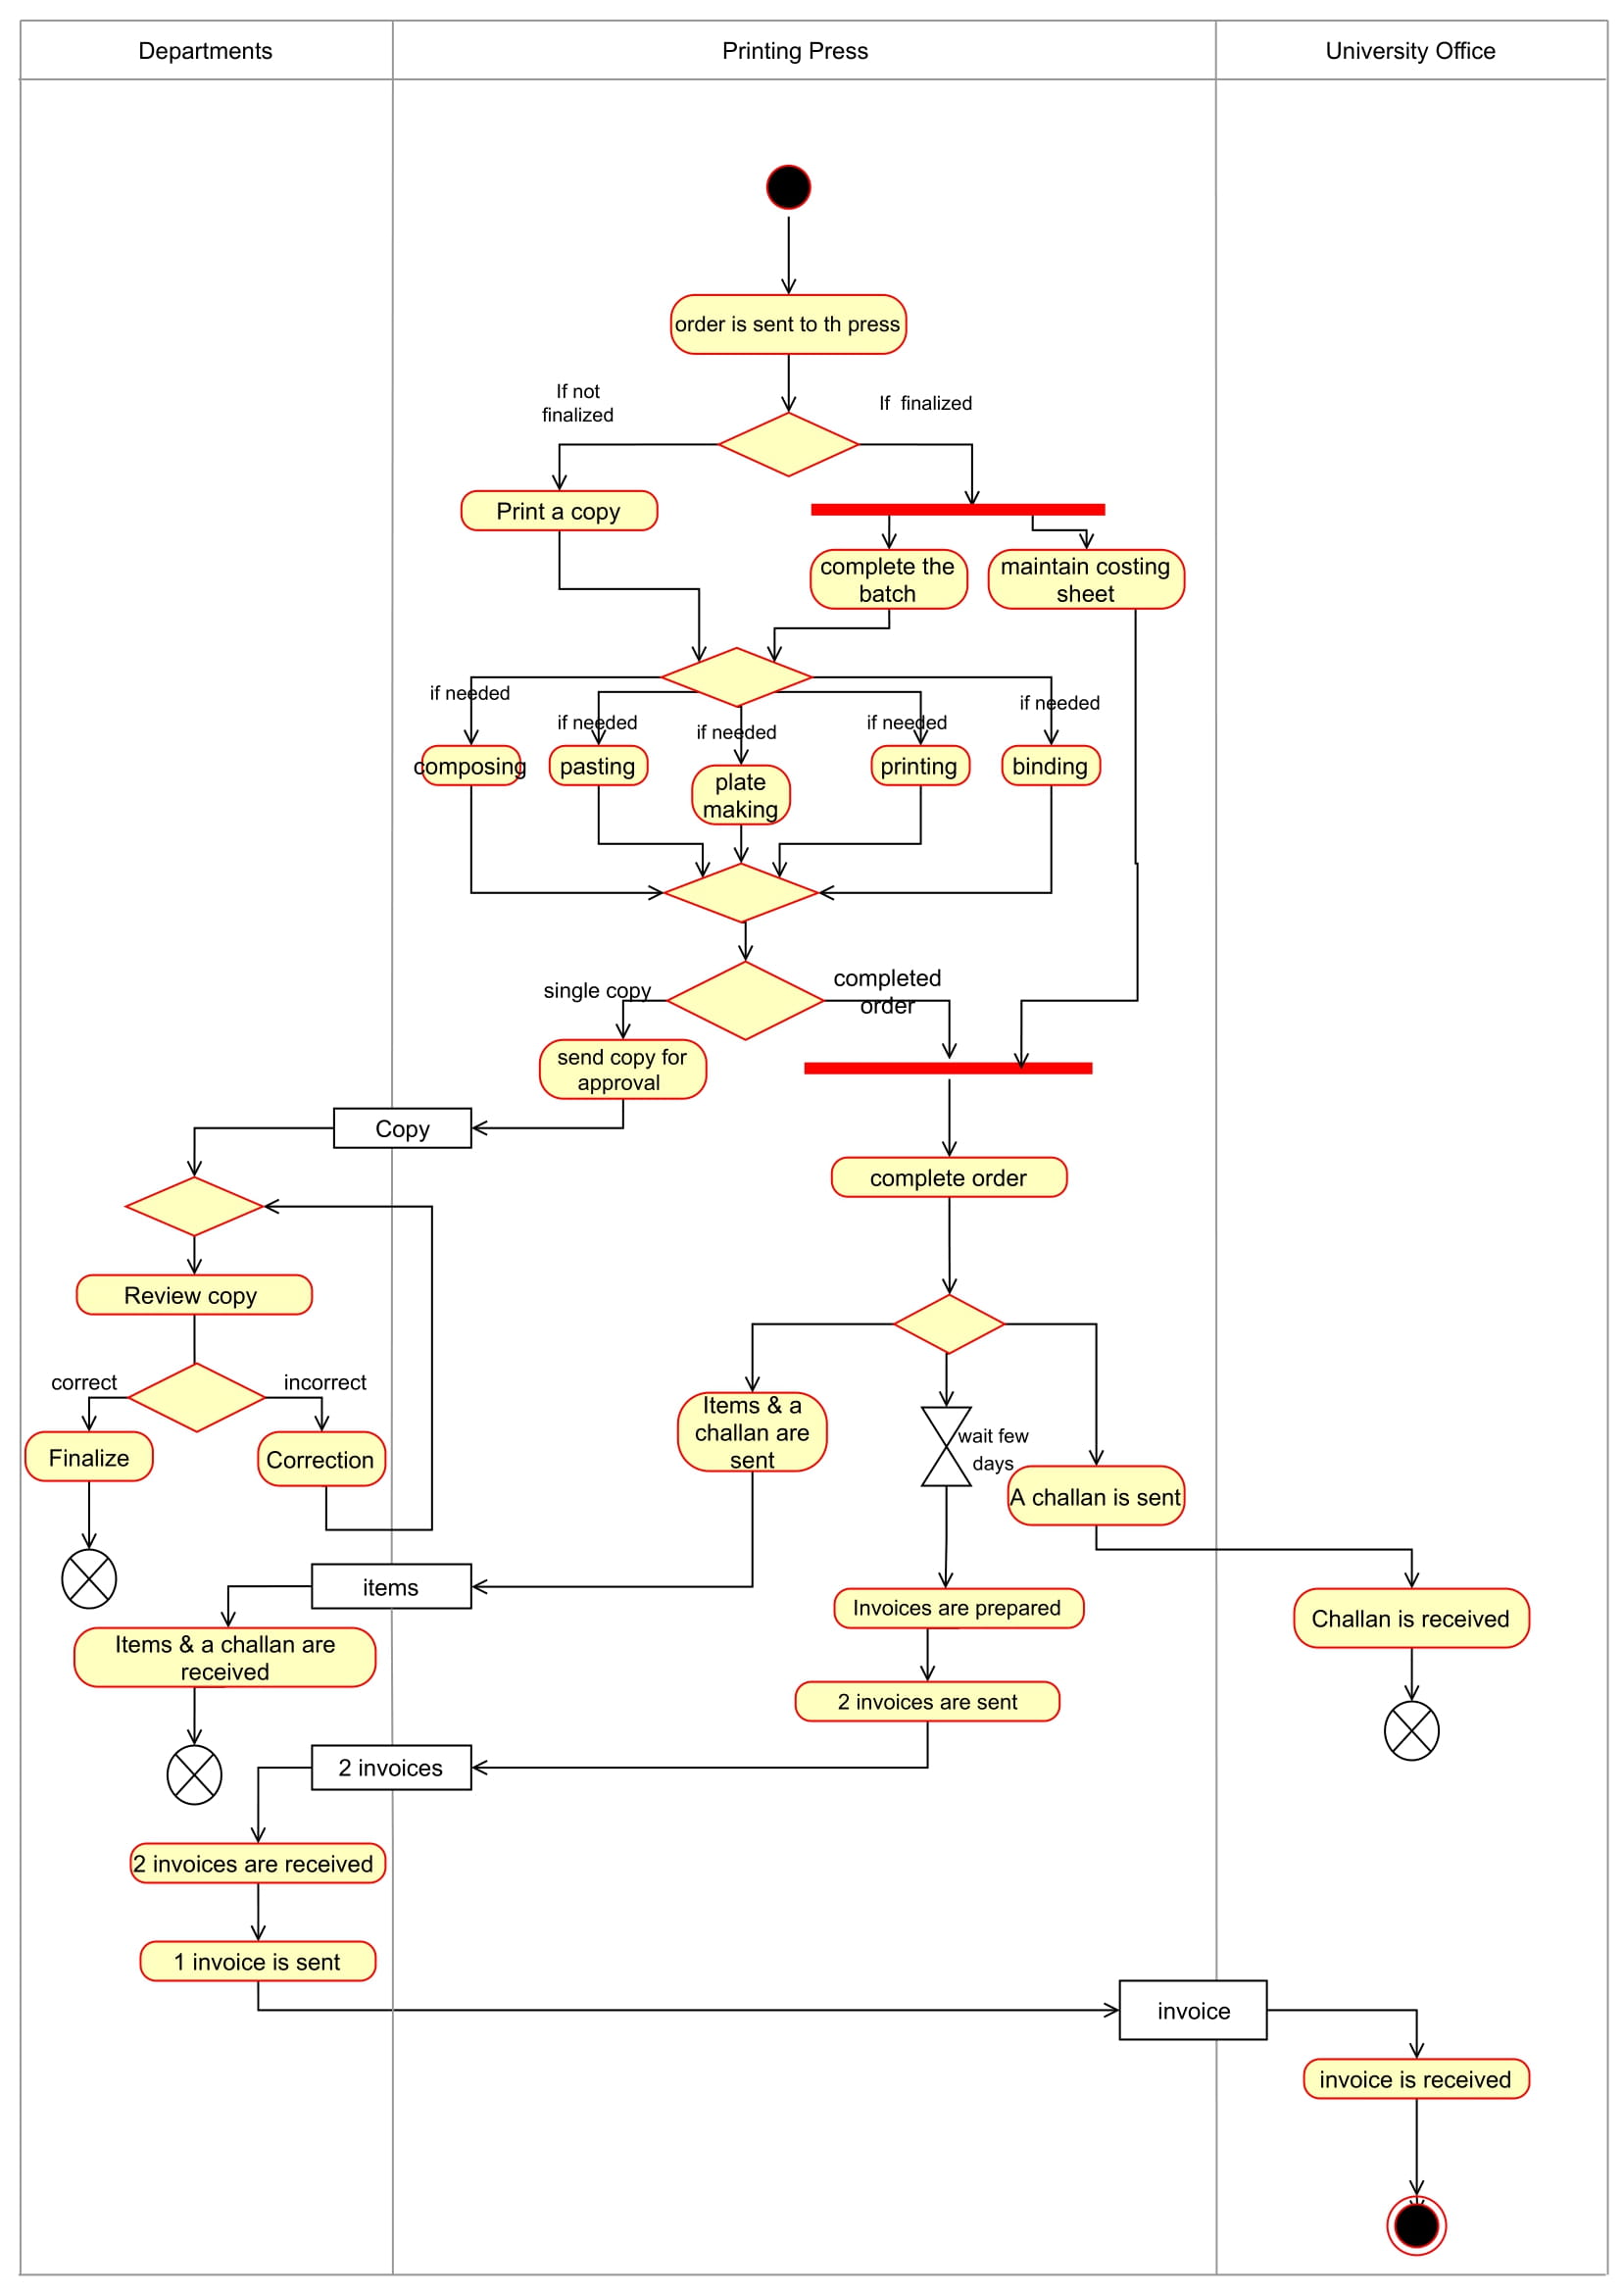 Departments
Printing Press
University Office
order is sent to th press
If not
finalized
If  finalized
Print a copy
complete the
batch
maintain costing
sheet
if needed
if needed
if needed
if needed
if needed
composing
pasting
plate
making
printing
binding
single copy
completed
order
send copy for
approval
Copy
complete order
Review copy
correct
incorrect
Finalize
Correction
Items & a
challan are
sent
wait few
days
A challan is sent
items
Items & a challan are
received
Invoices are prepared
Challan is received
2 invoices are sent
2 invoices
2 invoices are received
1 invoice is sent
invoice
invoice is received